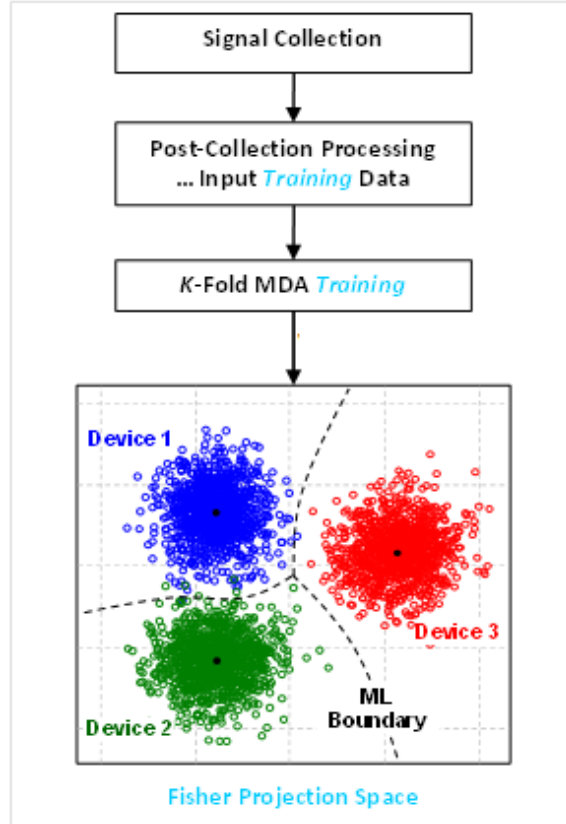 Signal Collection
Post-Collection Processing
... Input Training Data
K-Fold MDA Training
Device 1
Device 3
ML
Boundary
Device 2
Fisher Projection Space